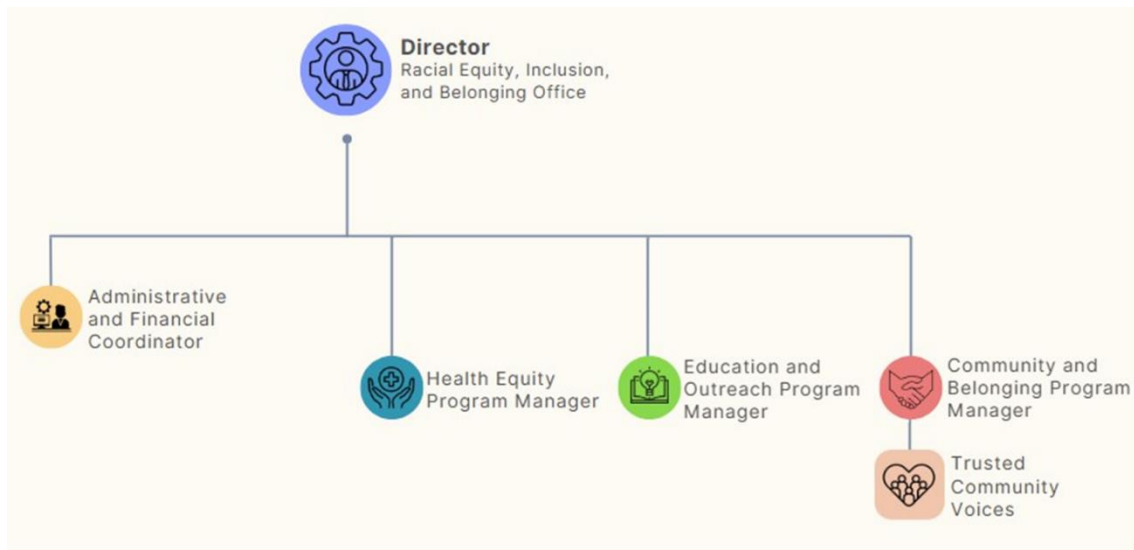 Director
Racial Equity, Inclusion,
and Belonging Office
Administrative
and Financial
Coordinator
Health Equity
Program Manager
Education and
Outreach Program
Manager
Community and
Belonging Program
Manager
Trusted
Community
Voices